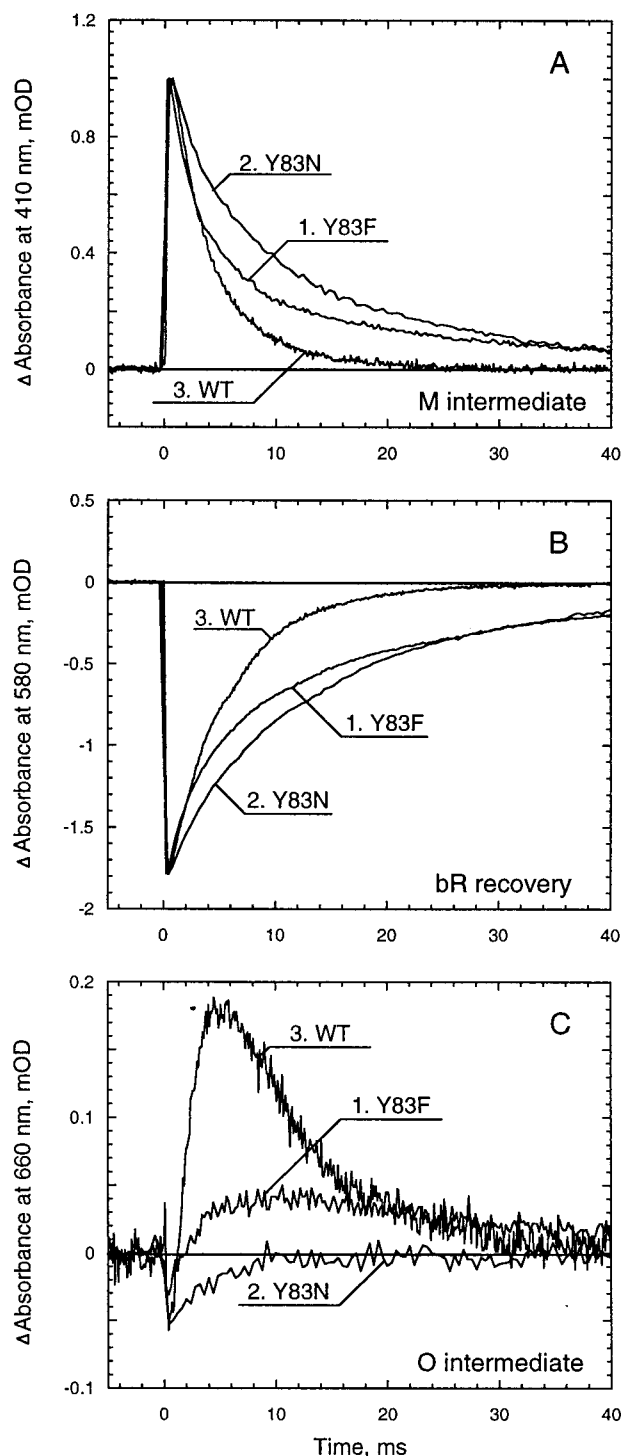 1.2
A
Δ Absorbance at 410 nm, mOD
0.8
2. Y83N
1. Y83F
0.4
0
3. WT
M intermediate
0 10 20 30 40
0.5
B
Δ Absorbance at 580 nm, mOD
0
3. WT
-0.5
1. Y83F
-1
2. Y83N
-1.5
bR recovery
-2
0 10 20 30 40
0.2
C
Δ Absorbance at 660 nm, mOD
3. WT
1. Y83F
0.1
0
2. Y83N
O intermediate
-0.1
0 10 20 30 40
Time, ms